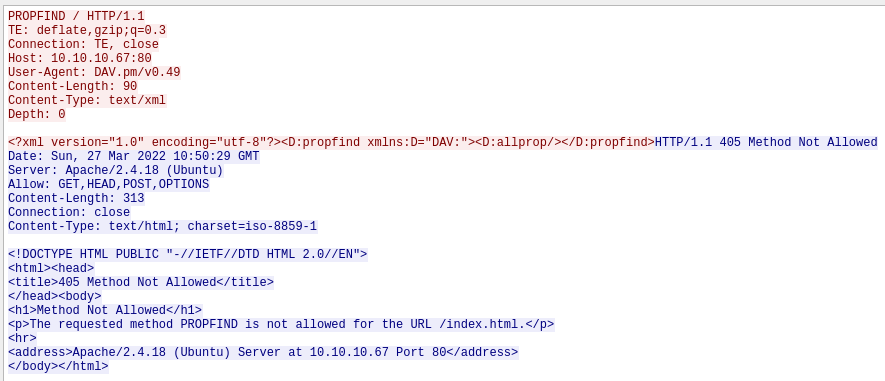 PROPFIND / HTTP/1.1
TE: deflate,gzip;q=0.3
Connection: TE, close
Host: 10.10.10.67:80
User-Agent: DAV.pm/v0.49
Content-Length: 90
Content-Type: text/xml
Depth: 0

<?xml version="1.0" encoding="utf-8"?><D:propfind xmlns:D="DAV:"><D:allprop/></D:propfind>HTTP/1.1 405 Method Not Allowed
Date: Sun, 27 Mar 2022 10:50:29 GMT
Server: Apache/2.4.18 (Ubuntu)
Allow: GET,HEAD,POST,OPTIONS
Content-Length: 313
Connection: close
Content-Type: text/html; charset=iso-8859-1

<!DOCTYPE HTML PUBLIC "-//IETF//DTD HTML 2.0//EN">
<html><head>
<title>405 Method Not Allowed</title>
</head><body>
<h1>Method Not Allowed</h1>
<p>The requested method PROPFIND is not allowed for the URL /index.html.</p>
<hr>
<address>Apache/2.4.18 (Ubuntu) Server at 10.10.10.67 Port 80</address>
</body></html>